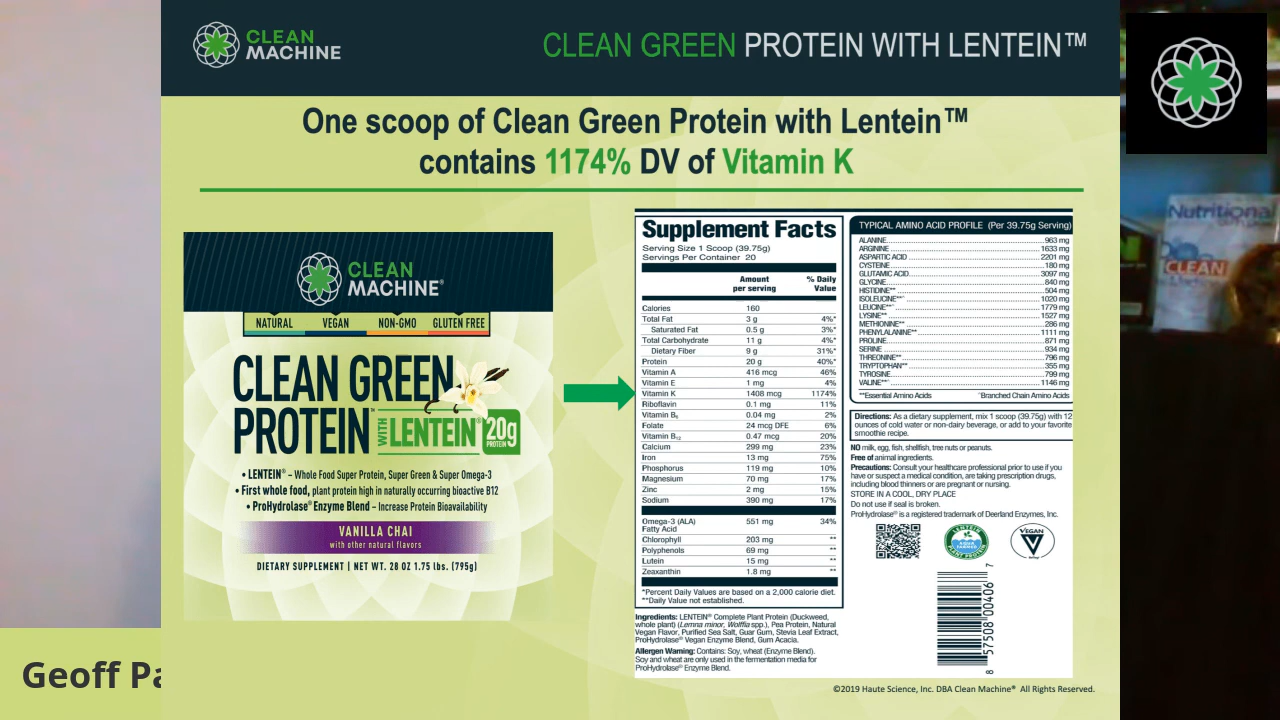 CLEAN
MACHINE
CLEAN GREEN PROTEIN WITH LENTEIN™
One scoop of Clean Green Protein with Lentein™
contains 1174% DV of Vitamin K
CLEAN
MACHINE®
NATURAL VEGAN NON-GMO GLUTEN FREE
CLEAN GREEN
PROTEIN™ WITH LENTEIN® 20g
PROTEIN
• LENTEIN® – Whole Food Super Protein, Super Green & Super Omega-3
• First whole food, plant protein high in naturally occurring bioactive B12
• ProHydrolase® Enzyme Blend – Increase Protein Bioavailability
VANILLA CHAI
with other natural flavors
DIETARY SUPPLEMENT | NET WT. 28 OZ 1.75 lbs. (795g)
Supplement Facts
Serving Size 1 Scoop (39.75g)
Servings Per Container 20
Amount per serving % Daily Value
Calories 160
Total Fat 3 g 4%*
Saturated Fat 0.5 g 3%*
Total Carbohydrate 11 g 4%*
Dietary Fiber 9 g 31%*
Protein 20 g 40%*
Vitamin A 416 mcg 46%
Vitamin E 1 mg 4%
Vitamin K 1408 mcg 1174%
Riboflavin 0.1 mg 11%
Vitamin B6 0.04 mg 2%
Folate 24 mcg DFE 6%
Vitamin B12 0.47 mcg 20%
Calcium 299 mg 23%
Iron 13 mg 75%
Phosphorus 119 mg 10%
Magnesium 70 mg 17%
Zinc 2 mg 15%
Sodium 390 mg 17%
Omega-3 (ALA) 551 mg 34%
Fatty Acid
Chlorophyll 203 mg **
Polyphenols 69 mg **
Lutein 15 mg **
Zeaxanthin 1.8 mg **
*Percent Daily Values are based on a 2,000 calorie diet.
**Daily Value not established.
Ingredients: LENTEIN® Complete Plant Protein (Duckweed,
whole plant) (Lemna minor, Wolffia spp.), Pea Protein, Natural
Vegan Flavor, Purified Sea Salt, Guar Gum, Stevia Leaf Extract,
ProHydrolase® Vegan Enzyme Blend, Gum Acacia.
Allergen Warning: Contains: Soy, wheat (Enzyme Blend).
Soy and wheat are only used in the fermentation media for
ProHydrolase® Enzyme Blend.
TYPICAL AMINO ACID PROFILE (Per 39.75g Serving)
ALANINE 963 mg
ARGININE 1633 mg
ASPARTIC ACID 2201 mg
CYSTEINE 180 mg
GLUTAMIC ACID 3097 mg
GLYCINE 840 mg
HISTIDINE** 504 mg
ISOLEUCINE**ˆ 1020 mg
LEUCINE**ˆ 1779 mg
LYSINE** 1527 mg
METHIONINE** 286 mg
PHENYLALANINE** 1111 mg
PROLINE 871 mg
SERINE 934 mg
THREONINE** 796 mg
TRYPTOPHAN** 355 mg
TYROSINE 799 mg
VALINE**ˆ 1146 mg
**Essential Amino Acids ˆBranched Chain Amino Acids
Directions: As a dietary supplement, mix 1 scoop (39.75g) with 12
ounces of cold water or non-dairy beverage, or add to your favorite
smoothie recipe.
NO milk, egg, fish, shellfish, tree nuts or peanuts.
Free of animal ingredients.
Precautions: Consult your healthcare professional prior to use if you
have or suspect a medical condition, are taking prescription drugs,
including blood thinners or are pregnant or nursing.
STORE IN A COOL, DRY PLACE
Do not use if seal is broken.
ProHydrolase® is a registered trademark of Deerland Enzymes, Inc.
LENTEIN
AQUA
FARMED
PLANT PROTEIN
VEGAN
8 57508 00406 7
©2019 Haute Science, Inc. DBA Clean Machine® All Rights Reserved.
Geoff Pa
Nutritional
CLEAN